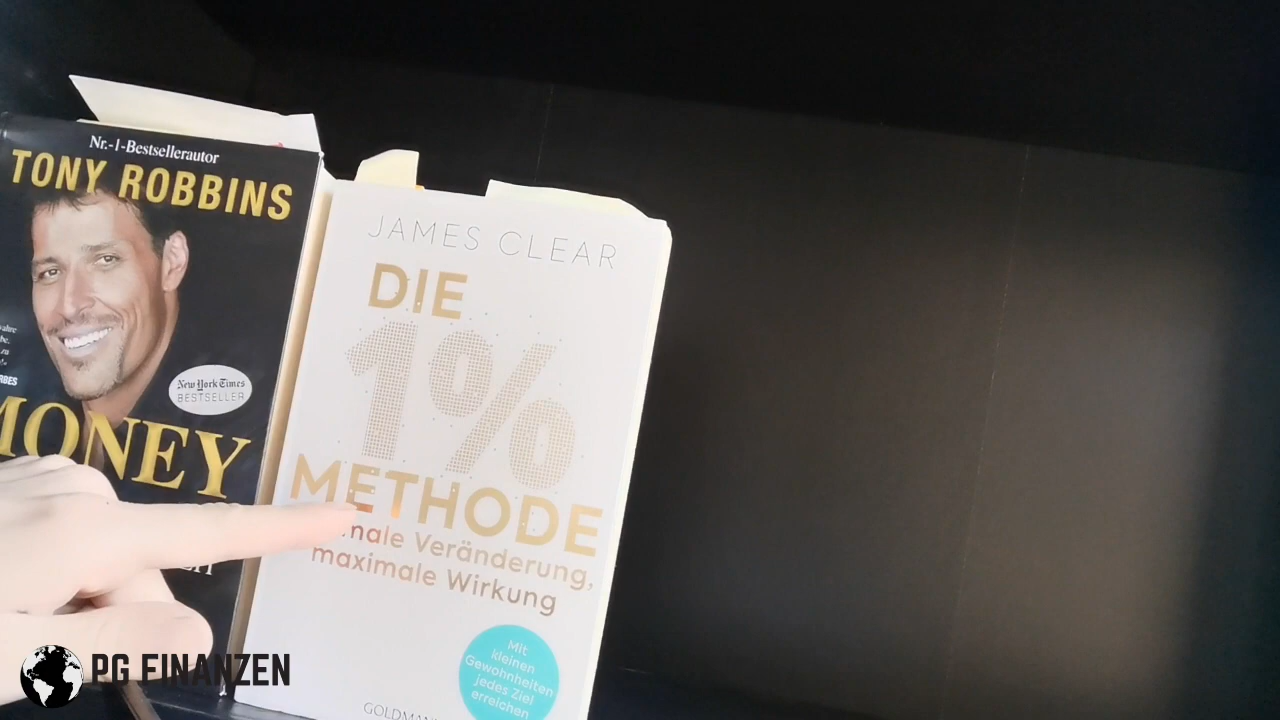 Nr.-1-Bestsellerautor
TONY ROBBINS
New York Times
BESTSELLER
MONEY
JAMES CLEAR
DIE
1%
METHODE
Veränderung,
maximale Wirkung
Mit
kleinen
Gewohnheiten
jedes Ziel
erreichen
PG FINANZEN